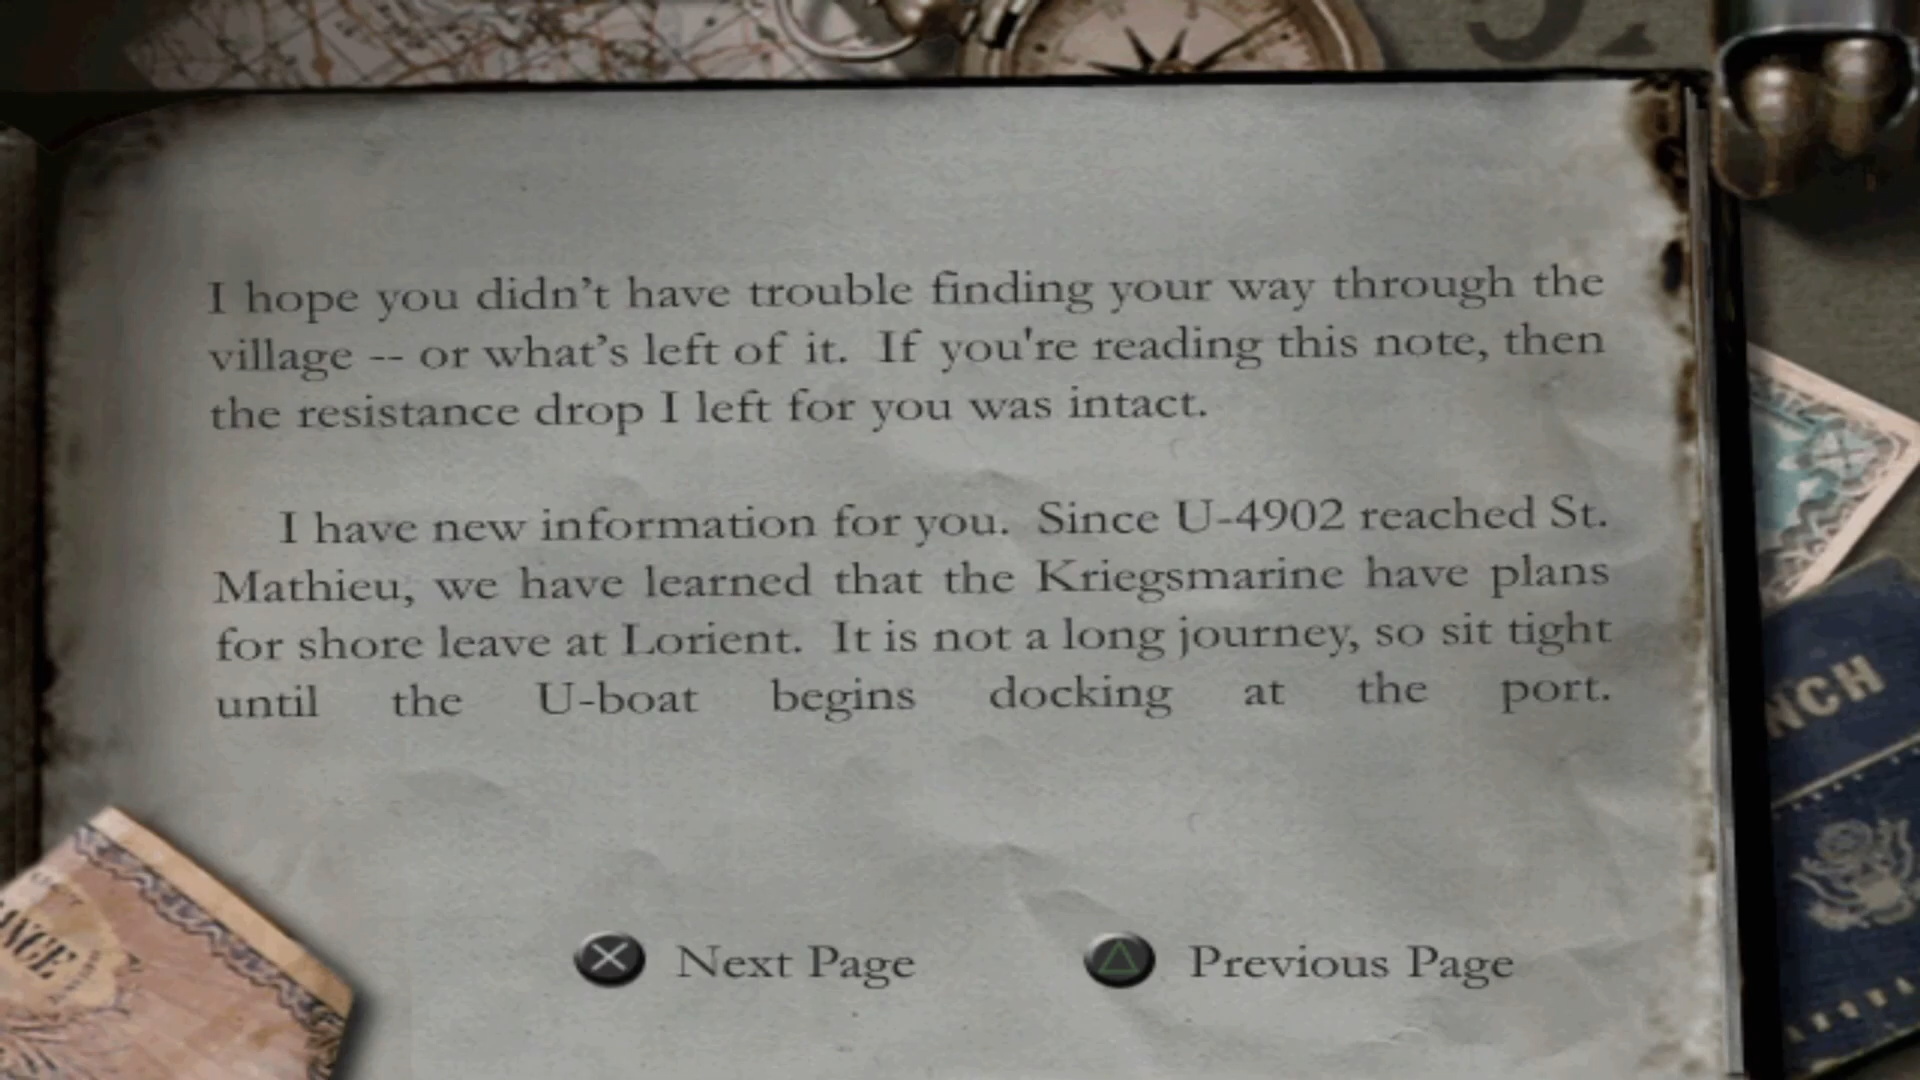 I hope you didn’t have trouble finding your way through the
village -- or what’s left of it.  If you're reading this note, then
the resistance drop I left for you was intact.
I have new information for you.  Since U-4902 reached St.
Mathieu, we have learned that the Kriegsmarine have plans
for shore leave at Lorient.  It is not a long journey, so sit tight
until the U-boat begins docking at the port.
NCH
Next Page
Previous Page